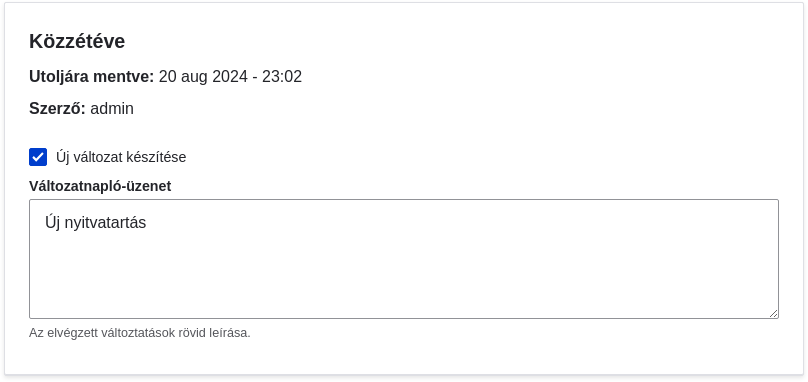 Közzétéve
Utoljára mentve: 20 aug 2024 - 23:02
Szerző: admin
Új változat készítése
Változatnapló-üzenet
Új nyitvatartás
Az elvégzett változtatások rövid leírása.